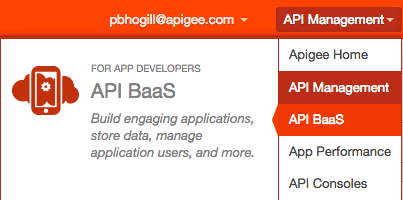 pbhogill@apigee.com
API Management
FOR APP DEVELOPERS
API BaaS
Build engaging applications,
store data, manage
application users, and more.
Apigee Home
API Management
API BaaS
App Performance
API Consoles